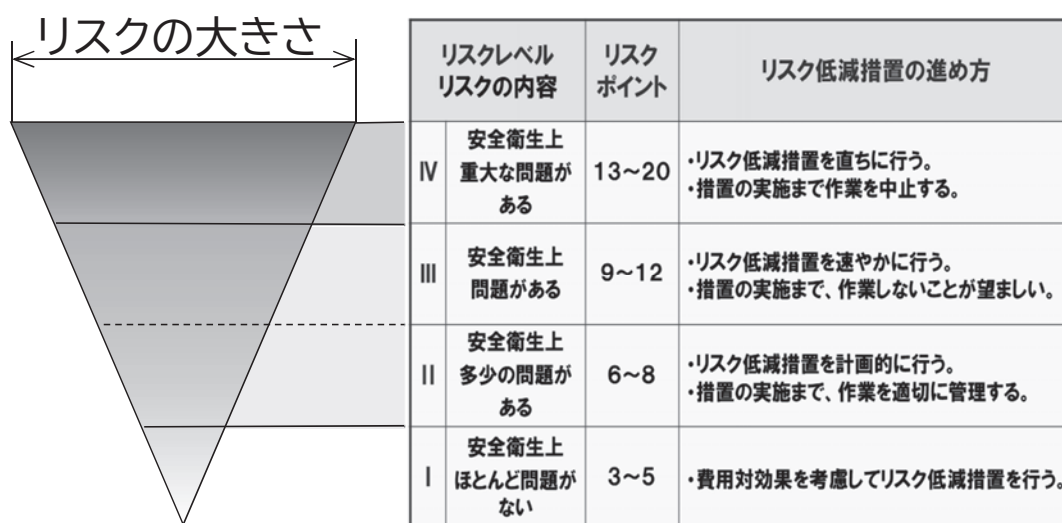 リスクの大きさ
リスクレベル
リスクの内容
リスク
ポイント
リスク低減措置の進め方
Ⅳ
安全衛生上
重大な問題が
ある
13～20
・リスク低減措置を直ちに行う。
・措置の実施まで作業を中止する。
Ⅲ
安全衛生上
問題がある
9～12
・リスク低減措置を速やかに行う。
・措置の実施まで、作業しないことが望ましい。
Ⅱ
安全衛生上
多少の問題が
ある
6～8
・リスク低減措置を計画的に行う。
・措置の実施まで、作業を適切に管理する。
Ⅰ
安全衛生上
ほとんど問題が
ない
3～5
・費用対効果を考慮してリスク低減措置を行う。